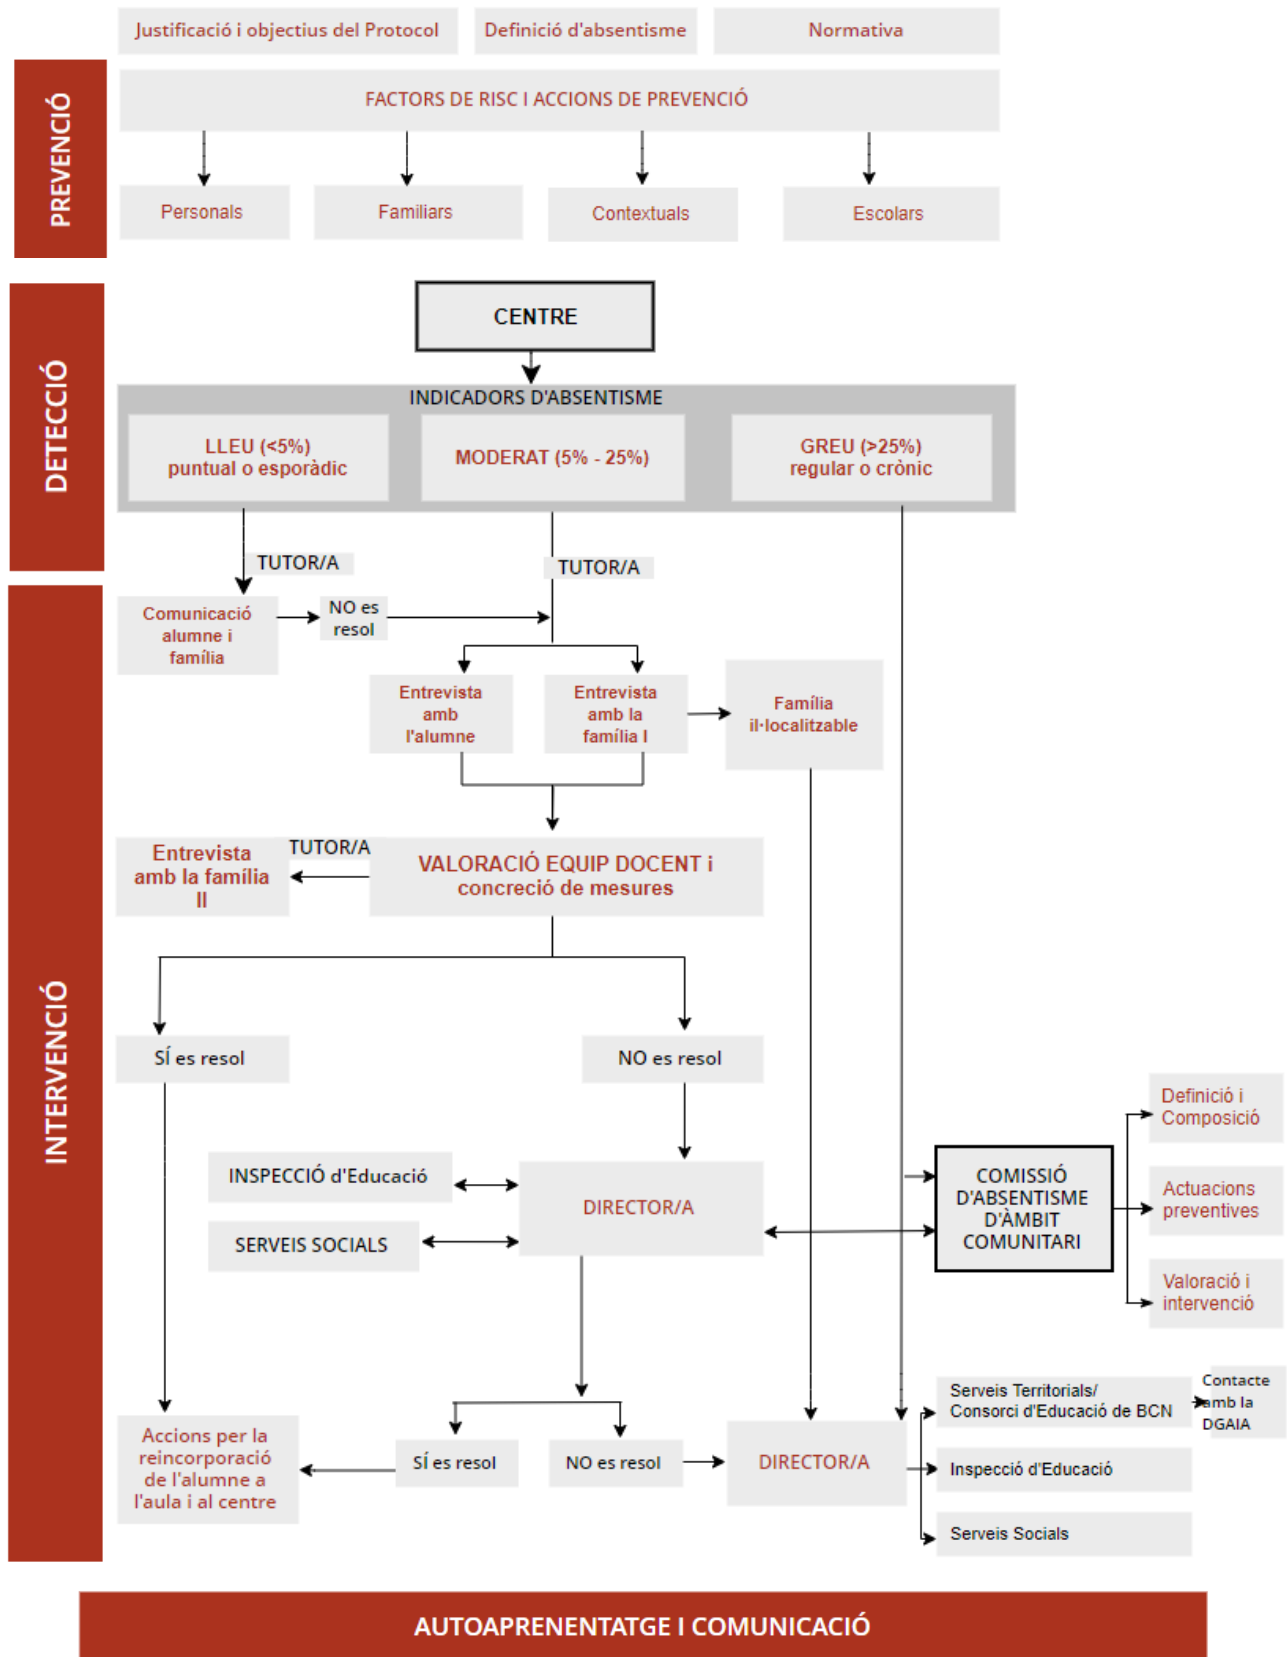 Justificació i objectius del Protocol
Definició d'absentisme
Normativa
PREVENCIÓ
FACTORS DE RISC I ACCIONS DE PREVENCIÓ
Personals
Familiars
Contextuals
Escolars
DETECCIÓ
CENTRE
INDICADORS D'ABSENTISME
LLEU (<5%)
puntual o esporàdic
MODERAT (5% - 25%)
GREU (>25%)
regular o crònic
TUTOR/A
TUTOR/A
INTERVENCIÓ
Comunicació
alumne i
família
NO es
resol
Entrevista
amb
l'alumne
Entrevista
amb la
família I
Família
il·localitzable
Entrevista
amb la família
II
TUTOR/A
VALORACIÓ EQUIP DOCENT i
concreció de mesures
SÍ es resol
NO es resol
INSPECCIÓ d'Educació
SERVEIS SOCIALS
DIRECTOR/A
COMISSIÓ
D'ABSENTISME
D'ÀMBIT
COMUNITARI
Definició i
Composició
Actuacions
preventives
Valoració i
intervenció
Accions per la
reincorporació
de l'alumne a
l'aula i al centre
SÍ es resol
NO es resol
DIRECTOR/A
Serveis Territorials/
Consorci d'Educació de BCN
Contacte
amb la
DGAIA
Inspecció d'Educació
Serveis Socials
AUTOAPRENENTATGE I COMUNICACIÓ